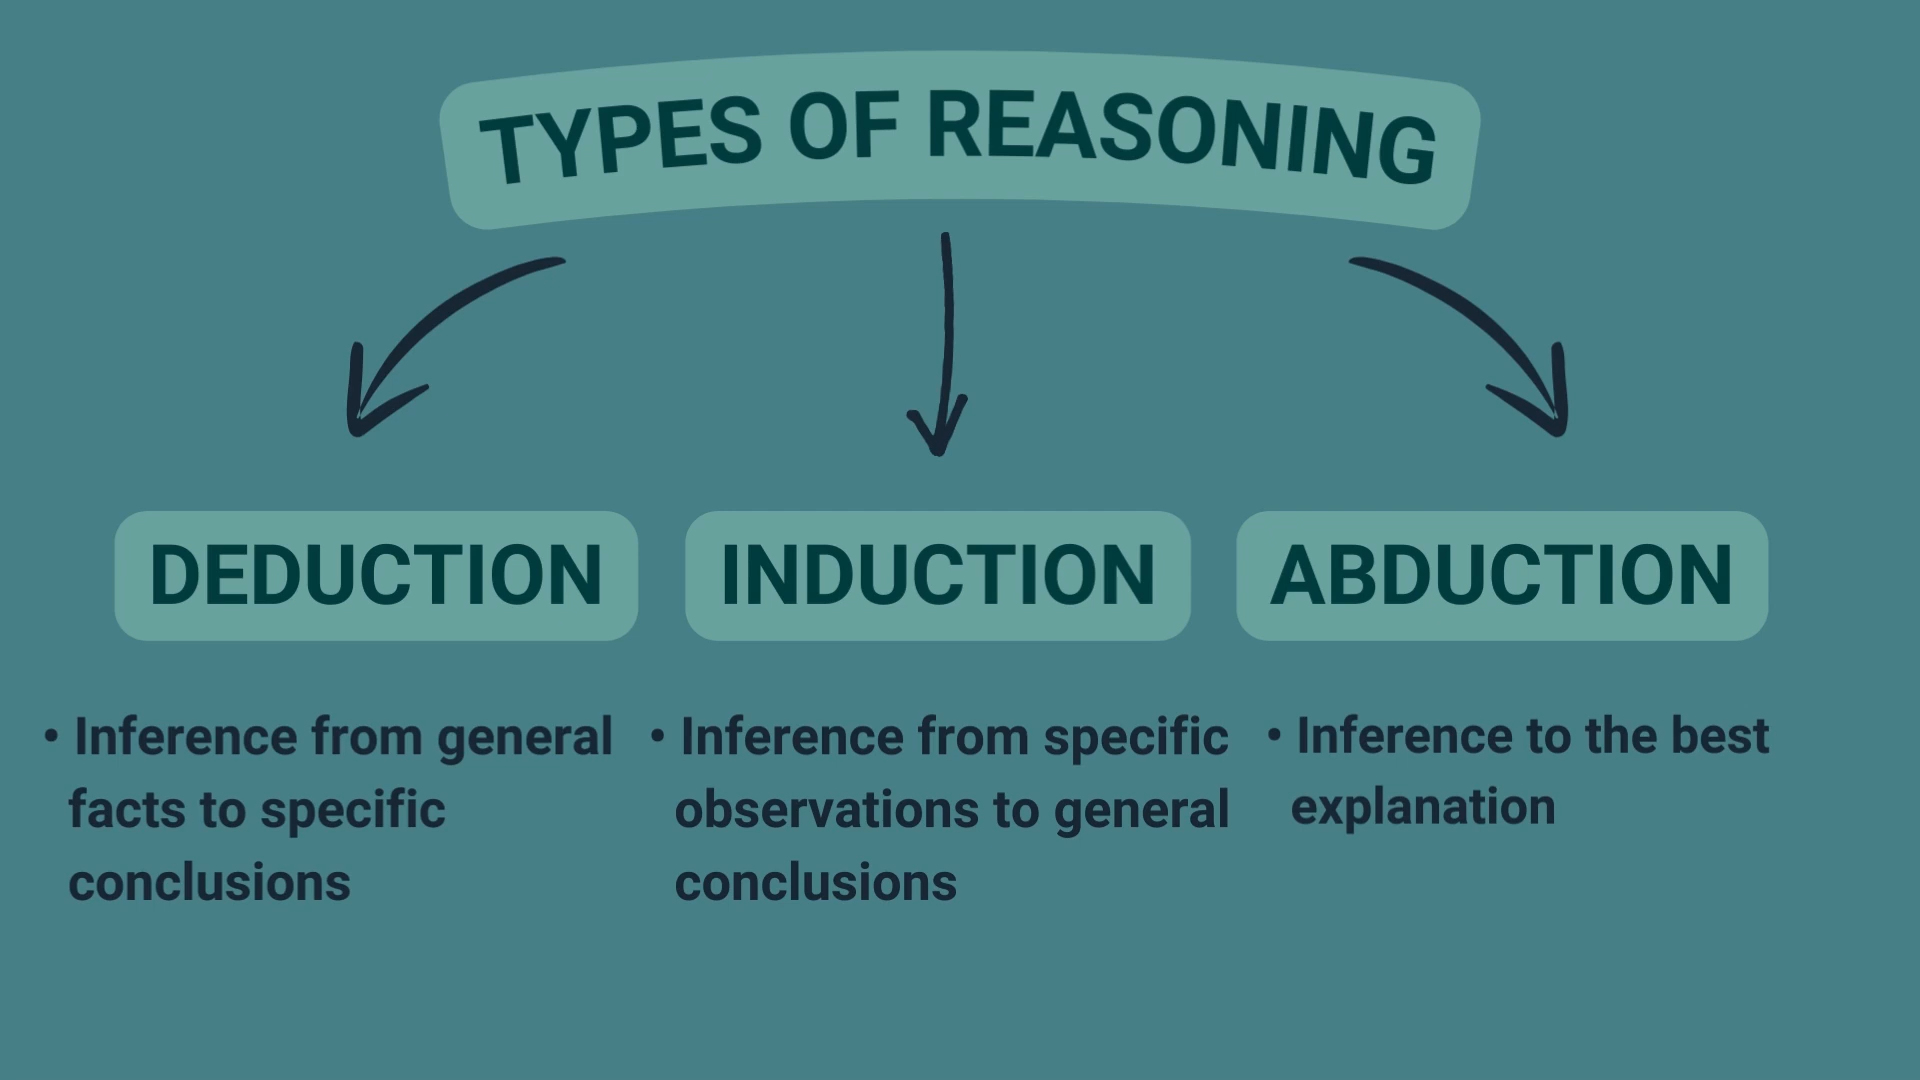 TYPES OF REASONING
DEDUCTION
• Inference from general
facts to specific
conclusions
INDUCTION
• Inference from specific
observations to general
conclusions
ABDUCTION
• Inference to the best
explanation